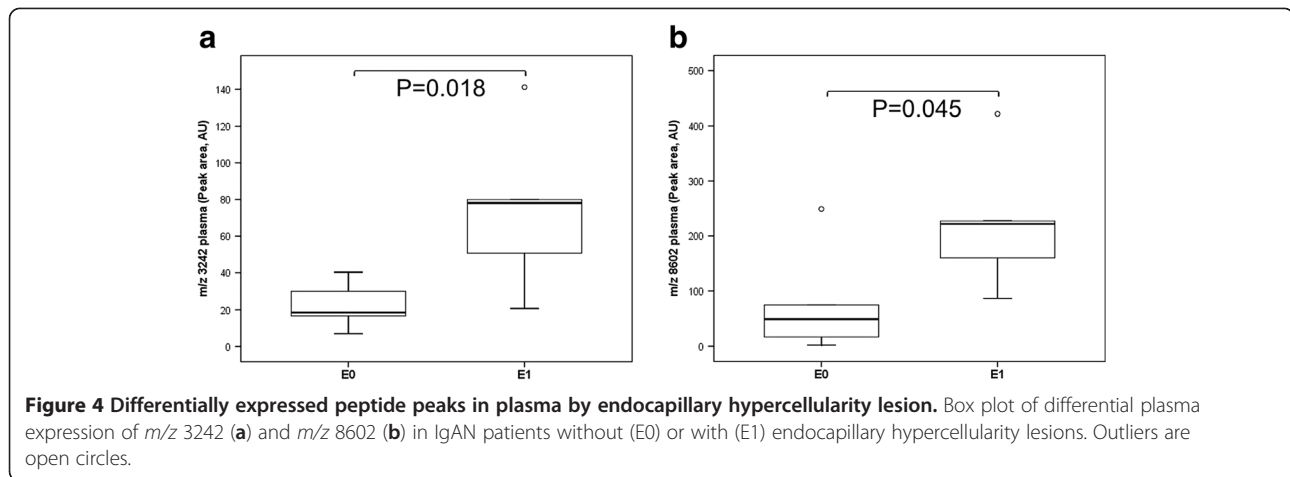 a
b
P=0.018
P=0.045
m/z 3242 plasma (Peak area, AU)
140
120
100
80
60
40
20
0
E0
E1
m/z 8602 plasma (Peak area, AU)
500
400
300
200
100
0
E0
E1
Figure 4 Differentially expressed peptide peaks in plasma by endocapillary hypercellularity lesion. Box plot of differential plasma
expression of m/z 3242 (a) and m/z 8602 (b) in IgAN patients without (E0) or with (E1) endocapillary hypercellularity lesions. Outliers are
open circles.